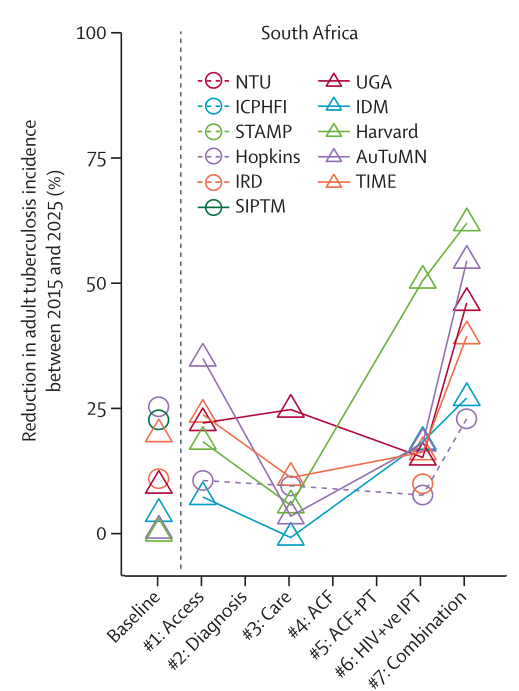 South Africa
100
75
50
25
0
Reduction in adult tuberculosis incidence
between 2015 and 2025 (%)
NTU
ICPHFI
STAMP
Hopkins
IRD
SIPTM
UGA
IDM
Harvard
AuTuMN
TIME
Baseline
#1: Access
#2: Diagnosis
#3: Care
#4: ACF
#5: ACF+PT
#6: HIV+ve IPT
#7: Combination